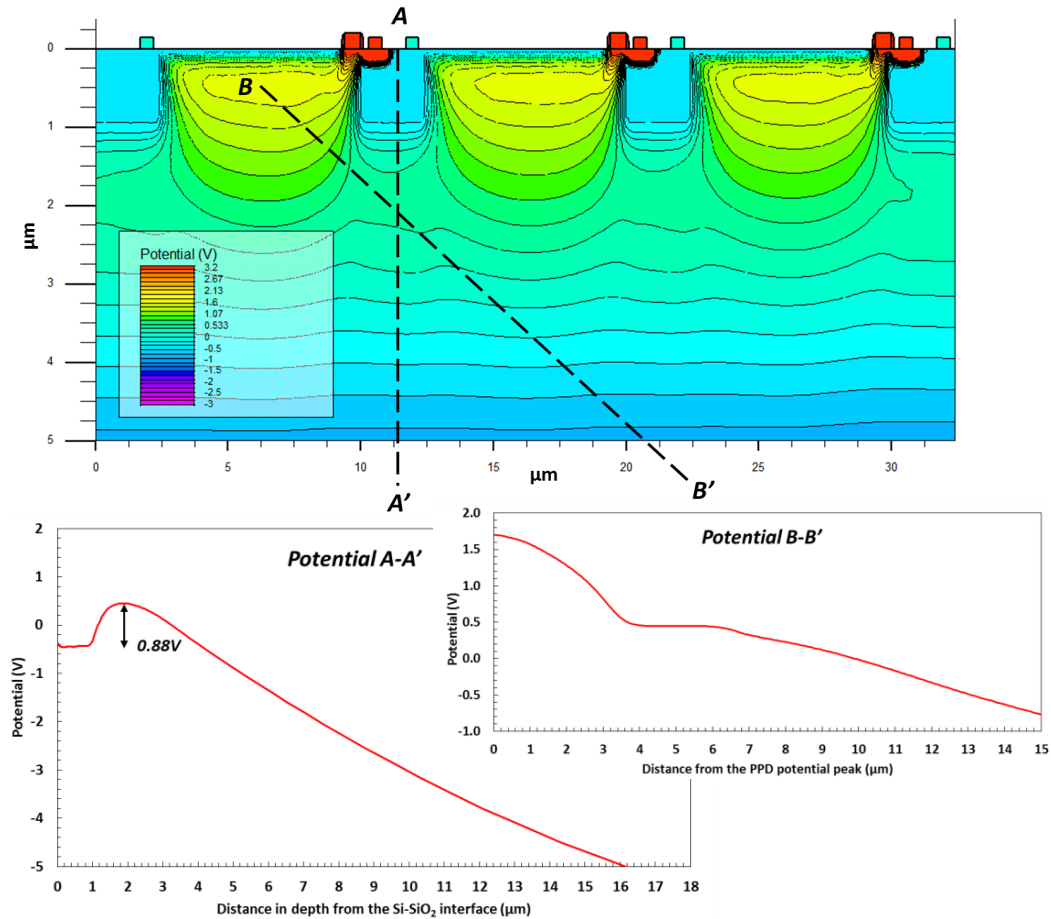 A
0
1
2
3
4
5
μm
B
Potential (V)
3.2
2.67
2.13
1.6
1.07
0.533
0
-0.5
-1
-1.5
-2
-2.5
-3
0 5 10 15 20 25 30
μm
A’
B’
Potential A-A’
2
1
0
-1
-2
-3
-4
-5
Potential (V)
0.88V
0 1 2 3 4 5 6 7 8 9 10 11 12 13 14 15 16 17 18
Distance in depth from the Si-SiO₂ interface (μm)
Potential B-B’
2.0
1.5
1.0
0.5
0.0
-0.5
-1.0
Potential (V)
0 1 2 3 4 5 6 7 8 9 10 11 12 13 14 15
Distance from the PPD potential peak (μm)